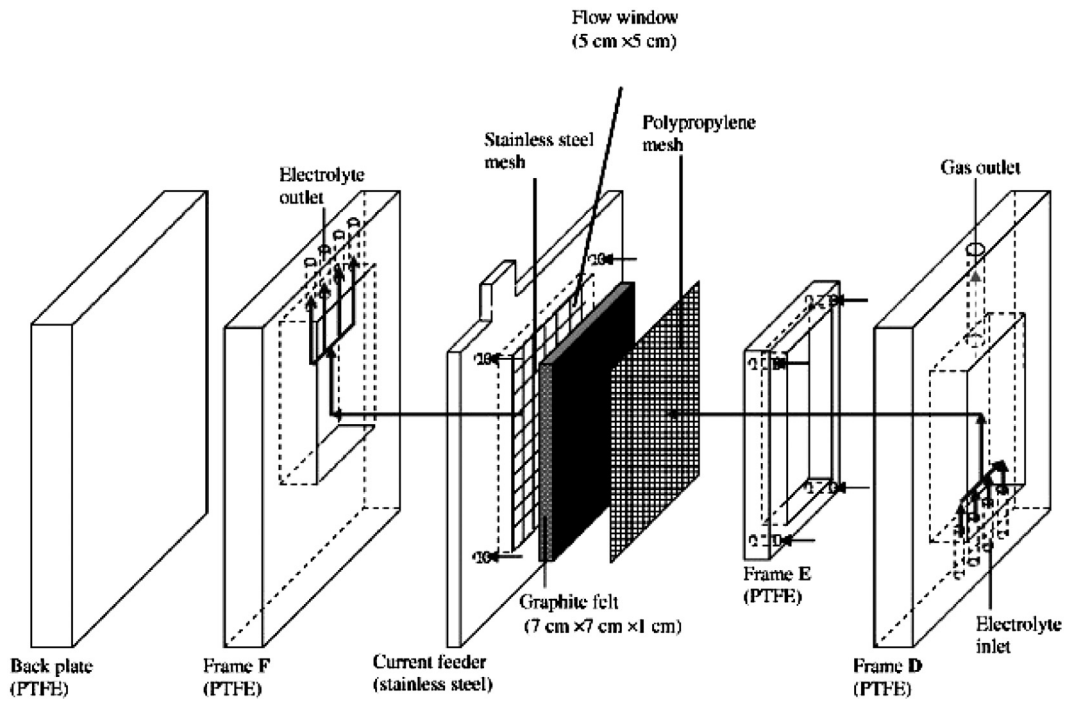 Flow window
(5 cm ×5 cm)
Stainless steel
mesh
Polypropylene
mesh
Electrolyte
outlet
Gas outlet
Graphite felt
(7 cm ×7 cm ×1 cm)
Frame E
(PTFE)
Electrolyte
inlet
Back plate
(PTFE)
Frame F
(PTFE)
Current feeder
(stainless steel)
Frame D
(PTFE)